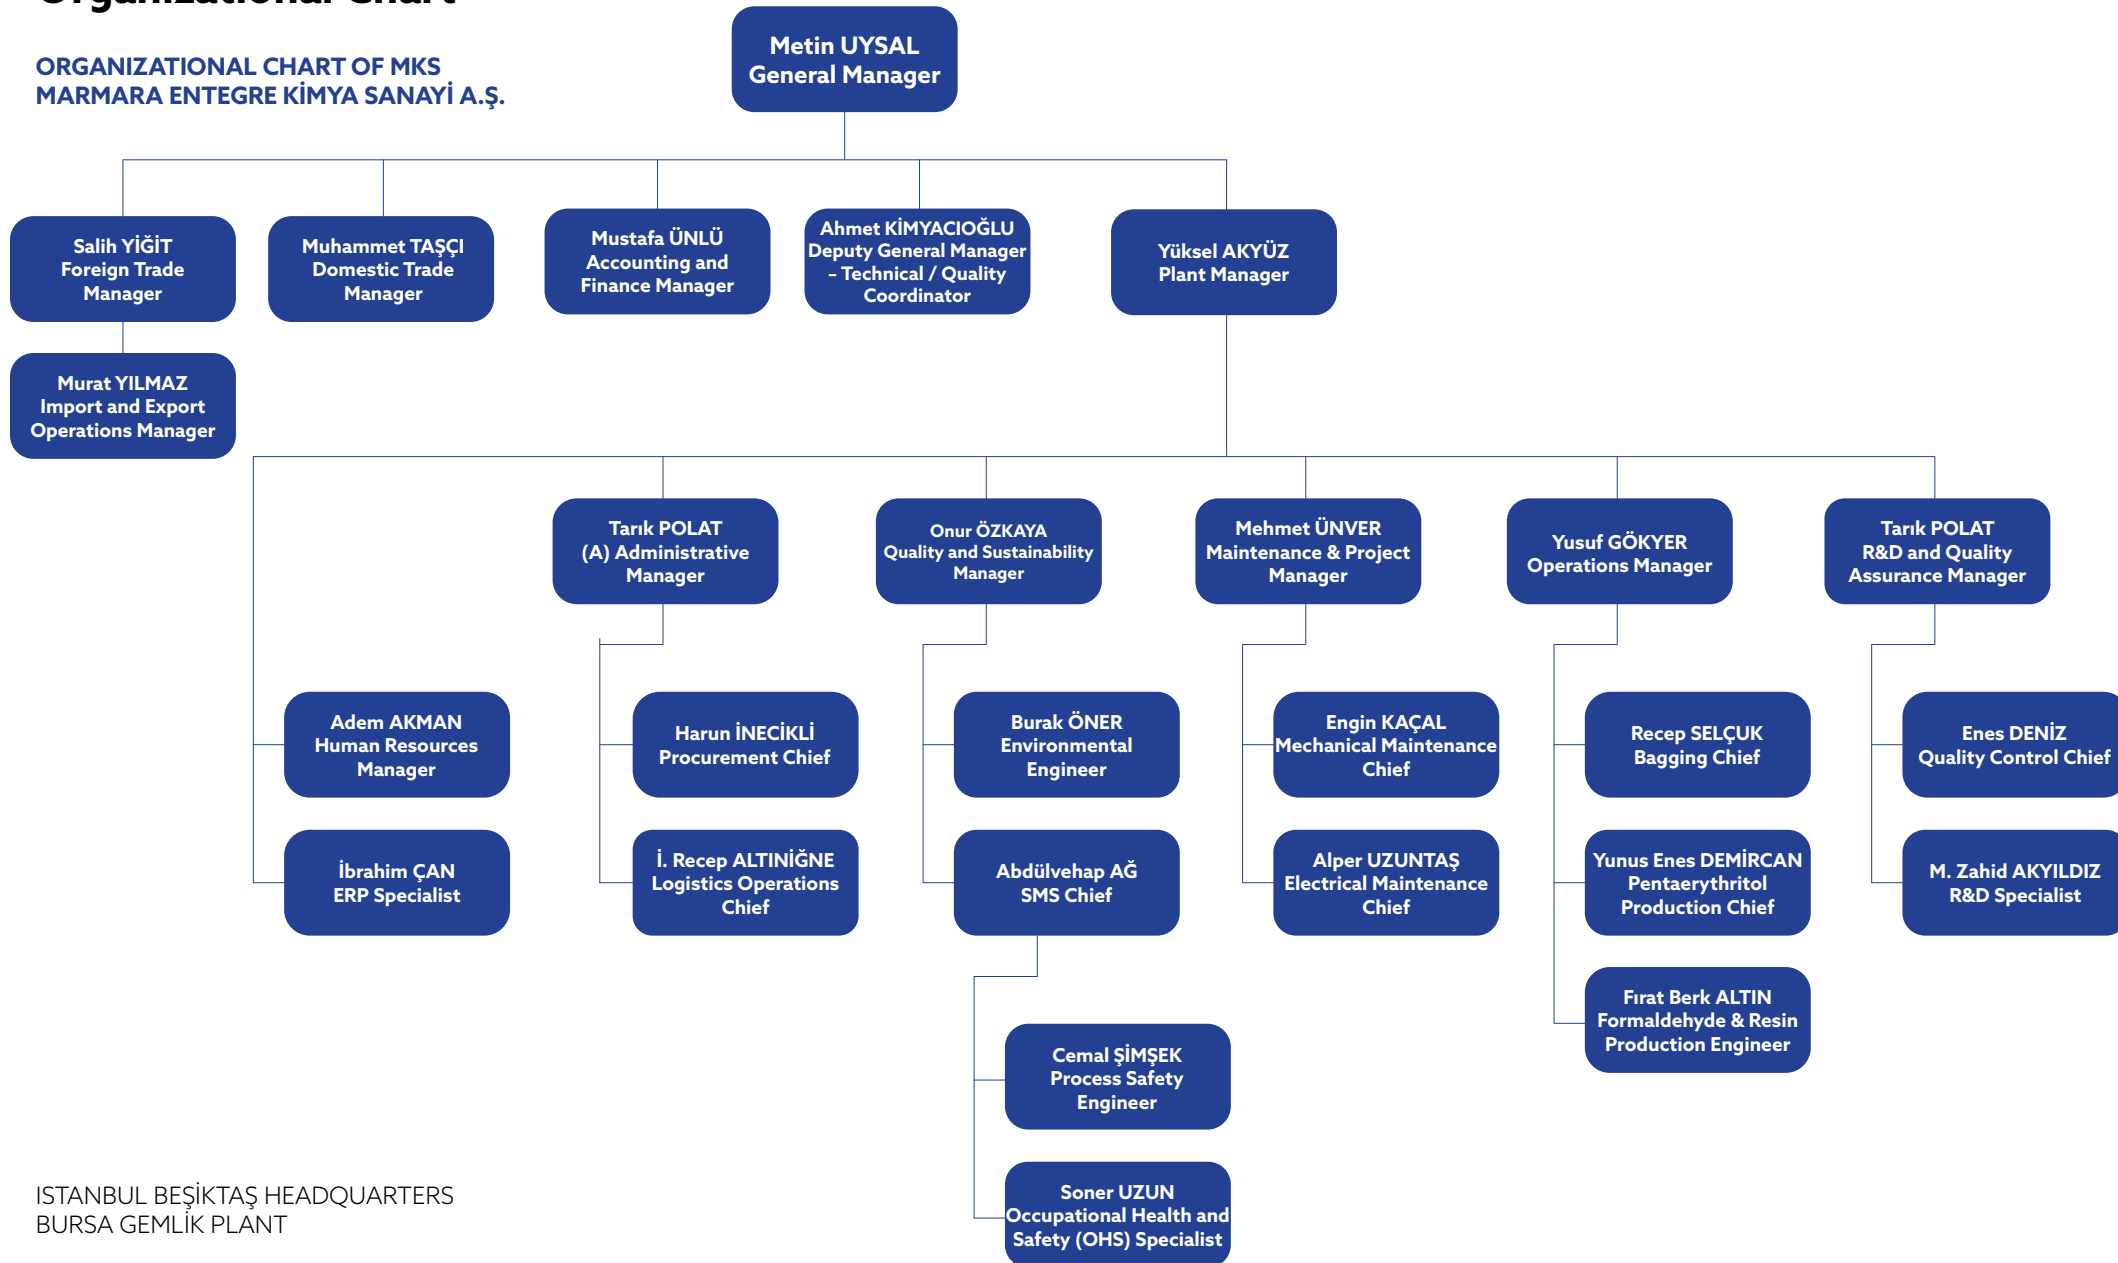 Organizational Chart
ORGANIZATIONAL CHART OF MKS
MARMARA ENTEGRE KİMYA SANAYİ A.Ş.
Metin UYSAL
General Manager
Salih YİĞİT
Foreign Trade
Manager
Muhammet TAŞÇI
Domestic Trade
Manager
Mustafa ÜNLÜ
Accounting and
Finance Manager
Ahmet KİMYACIOĞLU
Deputy General Manager
– Technical / Quality
Coordinator
Yüksel AKYÜZ
Plant Manager
Murat YILMAZ
Import and Export
Operations Manager
Tarık POLAT
(A) Administrative
Manager
Onur ÖZKAYA
Quality and Sustainability
Manager
Mehmet ÜNVER
Maintenance & Project
Manager
Yusuf GÖKYER
Operations Manager
Tarık POLAT
R&D and Quality
Assurance Manager
Adem AKMAN
Human Resources
Manager
Harun İNECİKLİ
Procurement Chief
Burak ÖNER
Environmental
Engineer
Engin KAÇAL
Mechanical Maintenance
Chief
Recep SELÇUK
Bagging Chief
Enes DENİZ
Quality Control Chief
İbrahim ÇAN
ERP Specialist
İ. Recep ALTINİĞNE
Logistics Operations
Chief
Abdülvehap AĞ
SMS Chief
Alper UZUNTAŞ
Electrical Maintenance
Chief
Yunus Enes DEMİRCAN
Pentaerythritol
Production Chief
M. Zahid AKYILDIZ
R&D Specialist
Cemal ŞİMŞEK
Process Safety
Engineer
Fırat Berk ALTIN
Formaldehyde & Resin
Production Engineer
Soner UZUN
Occupational Health and
Safety (OHS) Specialist
ISTANBUL BEŞİKTAŞ HEADQUARTERS
BURSA GEMLİK PLANT